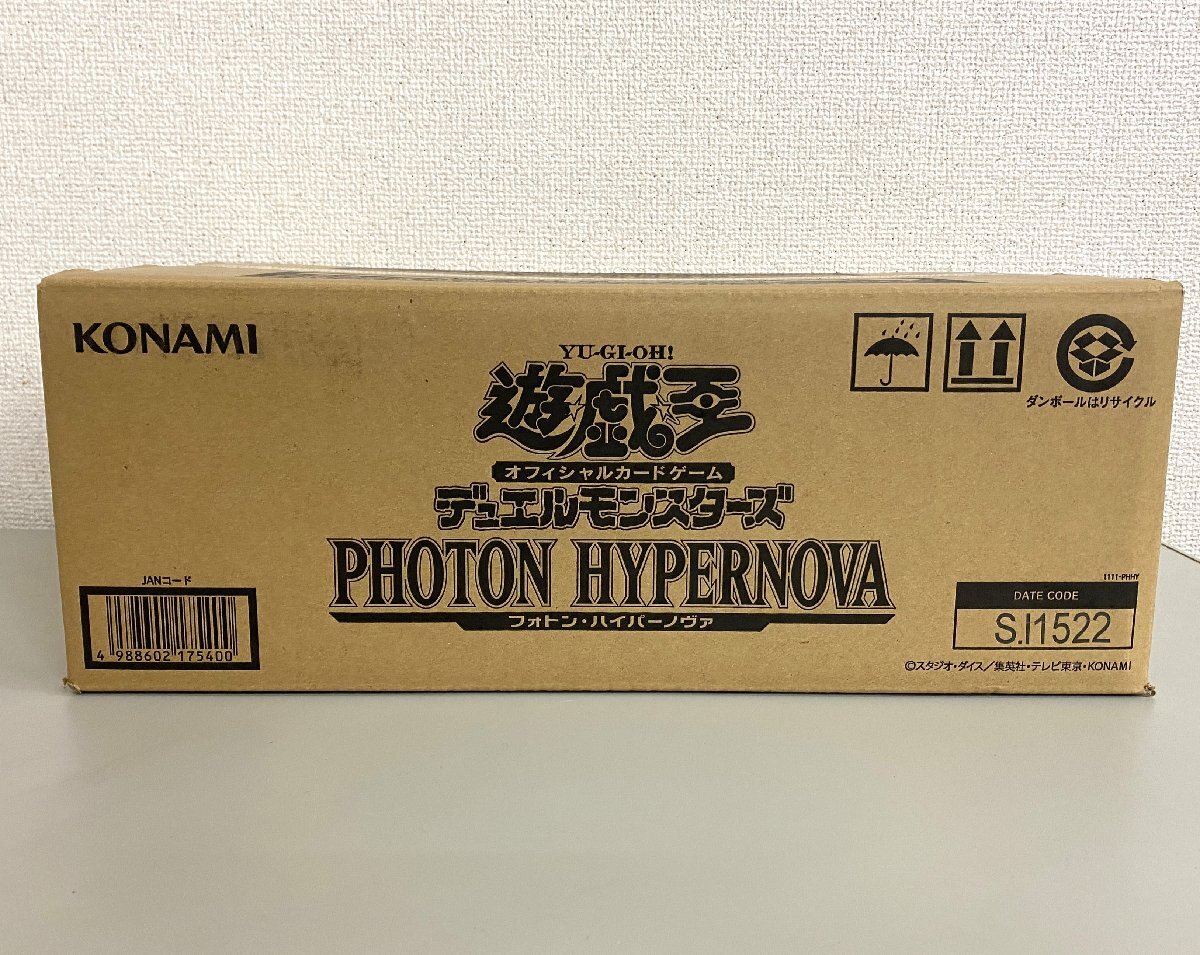 KONAMI
YU-GI-OH!
遊戯王
オフィシャルカードゲーム
デュエルモンスターズ
PHOTON HYPERNOVA
フォトン・ハイパーノヴァ
ダンボールはリサイクル
JANコード
4 988602 175400
1111-PHHY
DATE CODE
S.I1522
©スタジオ・ダイス/集英社・テレビ東京・KONAMI